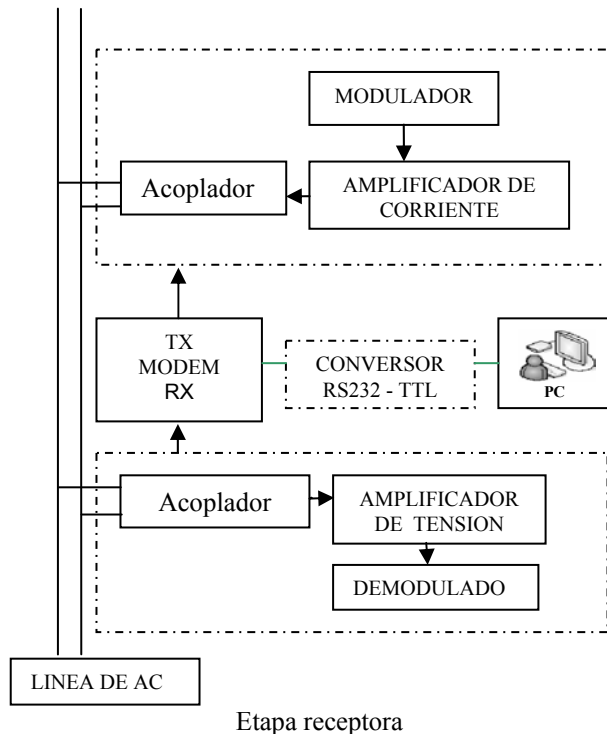 MODULADOR
Acoplador
AMPLIFICADOR DE
CORRIENTE
TX
MODEM
RX
CONVERSOR
RS232 - TTL
PC
Acoplador
AMPLIFICADOR
DE TENSION
DEMODULADO
LINEA DE AC
Etapa receptora